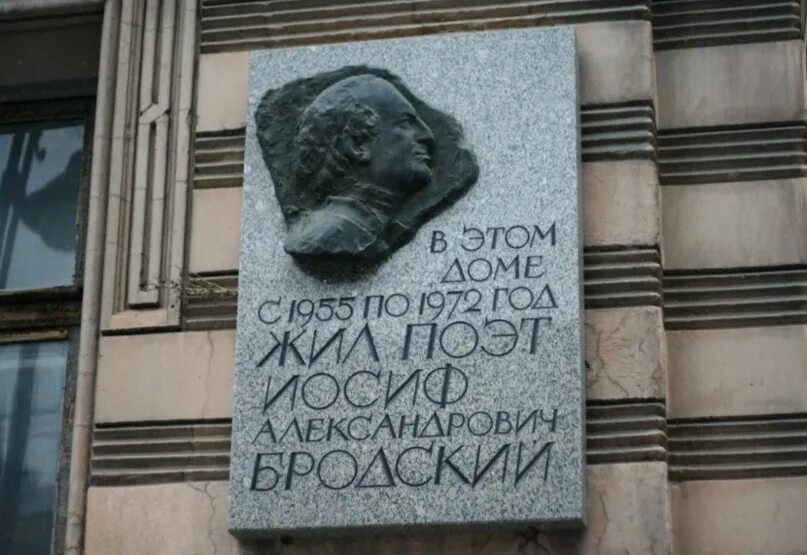 В ЭТОМ
ДОМЕ
С 1955 ПО 1972 ГОД
ЖИЛ ПОЭТ
ИОСИФ
АЛЕКСАНДРОВИЧ
БРОДСКИЙ